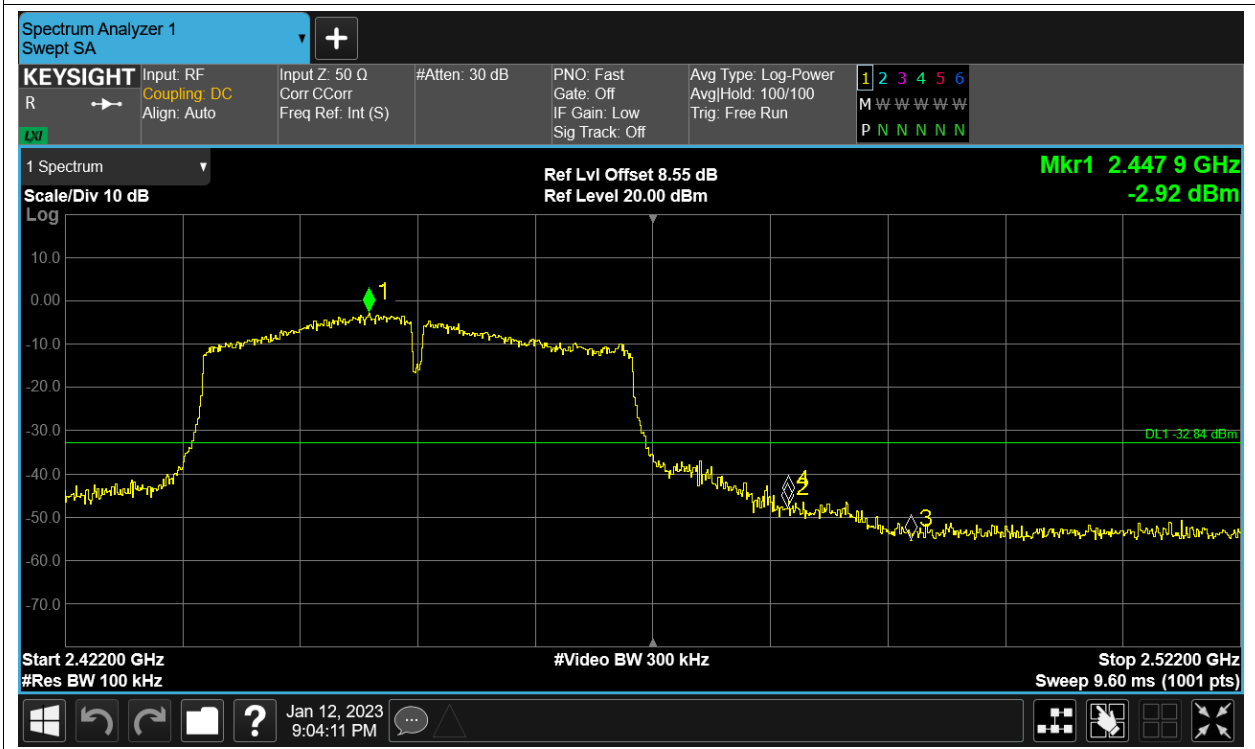 Spectrum Analyzer 1
Swept SA
KEYSIGHT
R
LXI
Input: RF
Coupling: DC
Align: Auto
Input Z: 50 Ω
Corr CCorr
Freq Ref: Int (S)
#Atten: 30 dB
PNO: Fast
Gate: Off
IF Gain: Low
Sig Track: Off
Avg Type: Log-Power
Avg|Hold: 100/100
Trig: Free Run
1 2 3 4 5 6
M W W W W W
P N N N N N
1 Spectrum
Scale/Div 10 dB
Log
Ref Lvl Offset 8.55 dB
Ref Level 20.00 dBm
Mkr1 2.447 9 GHz
-2.92 dBm
10.0
0.00
-10.0
-20.0
-30.0
-40.0
-50.0
-60.0
-70.0
1
DL1 -32.84 dBm
4
2
3
Start 2.42200 GHz
#Res BW 100 kHz
#Video BW 300 kHz
Stop 2.52200 GHz
Sweep 9.60 ms (1001 pts)
?
Jan 12, 2023
9:04:11 PM